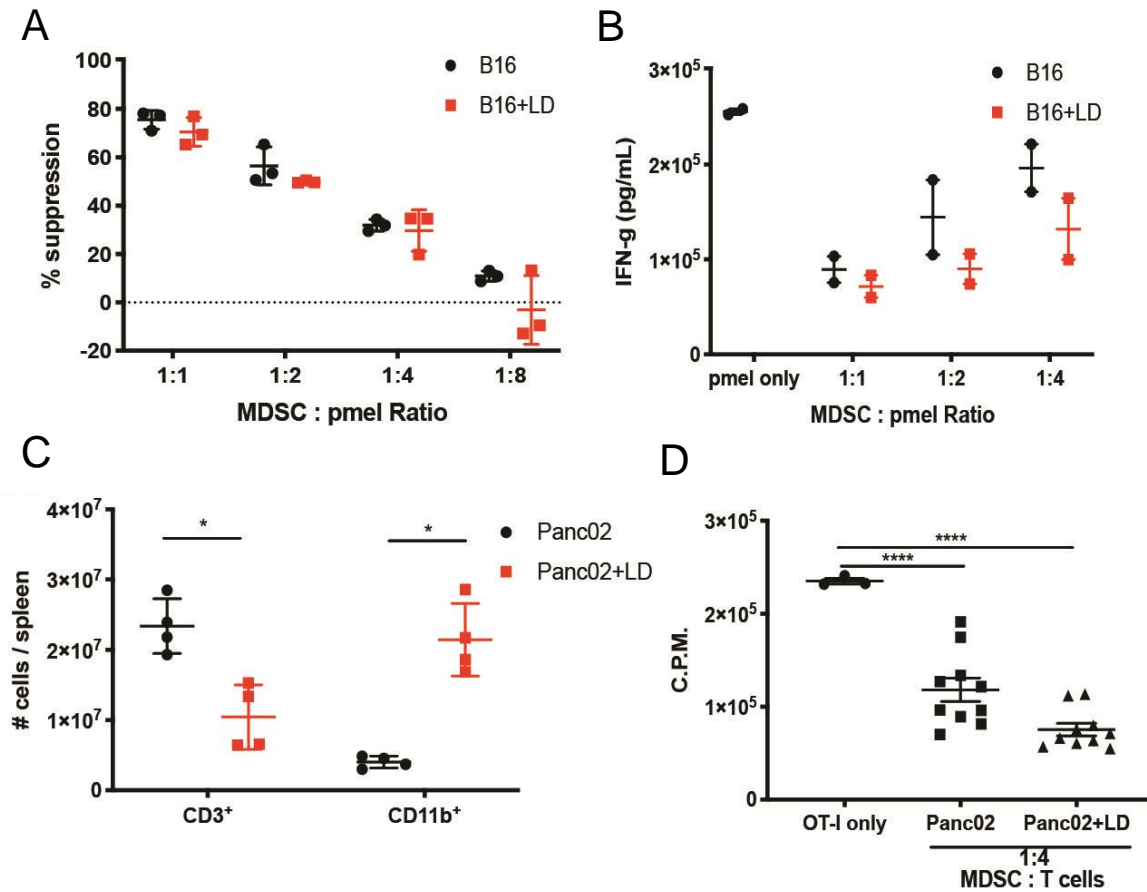 A
100
80
60
40
20
0
-20
% suppression
B16
B16+LD
1:1 1:2 1:4 1:8
MDSC : pmel Ratio
B
3×10⁵
2×10⁵
1×10⁵
0
IFN-g (pg/mL)
B16
B16+LD
pmel only 1:1 1:2 1:4
MDSC : pmel Ratio
C
4×10⁷
3×10⁷
2×10⁷
1×10⁷
0
# cells / spleen
* *
Panc02
Panc02+LD
CD3⁺ CD11b⁺
D
3×10⁵
2×10⁵
1×10⁵
0
C.P.M.
****
****
OT-I only Panc02 Panc02+LD
1:4
MDSC : T cells